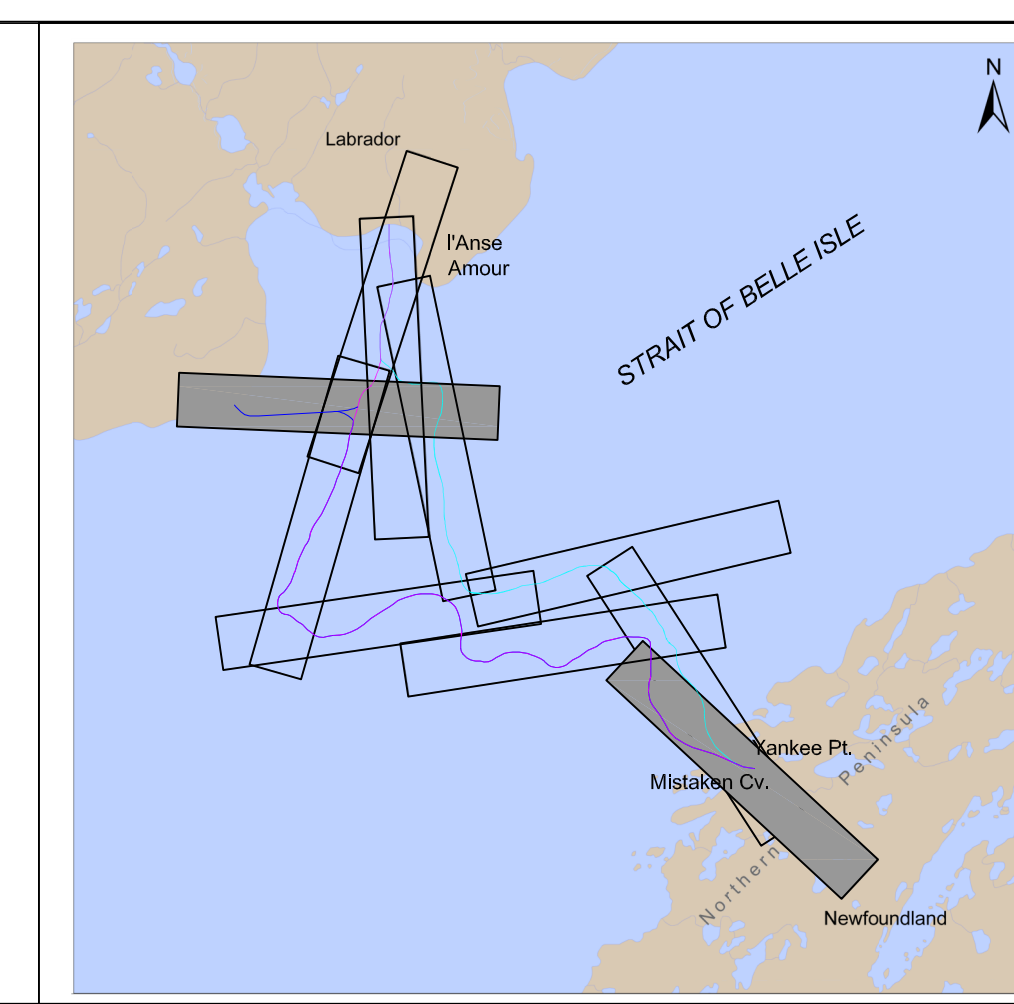 N
Labrador
l'Anse
Amour
STRAIT OF BELLE ISLE
Yankee Pt.
Mistaken Cv.
Northern Peninsula
Newfoundland